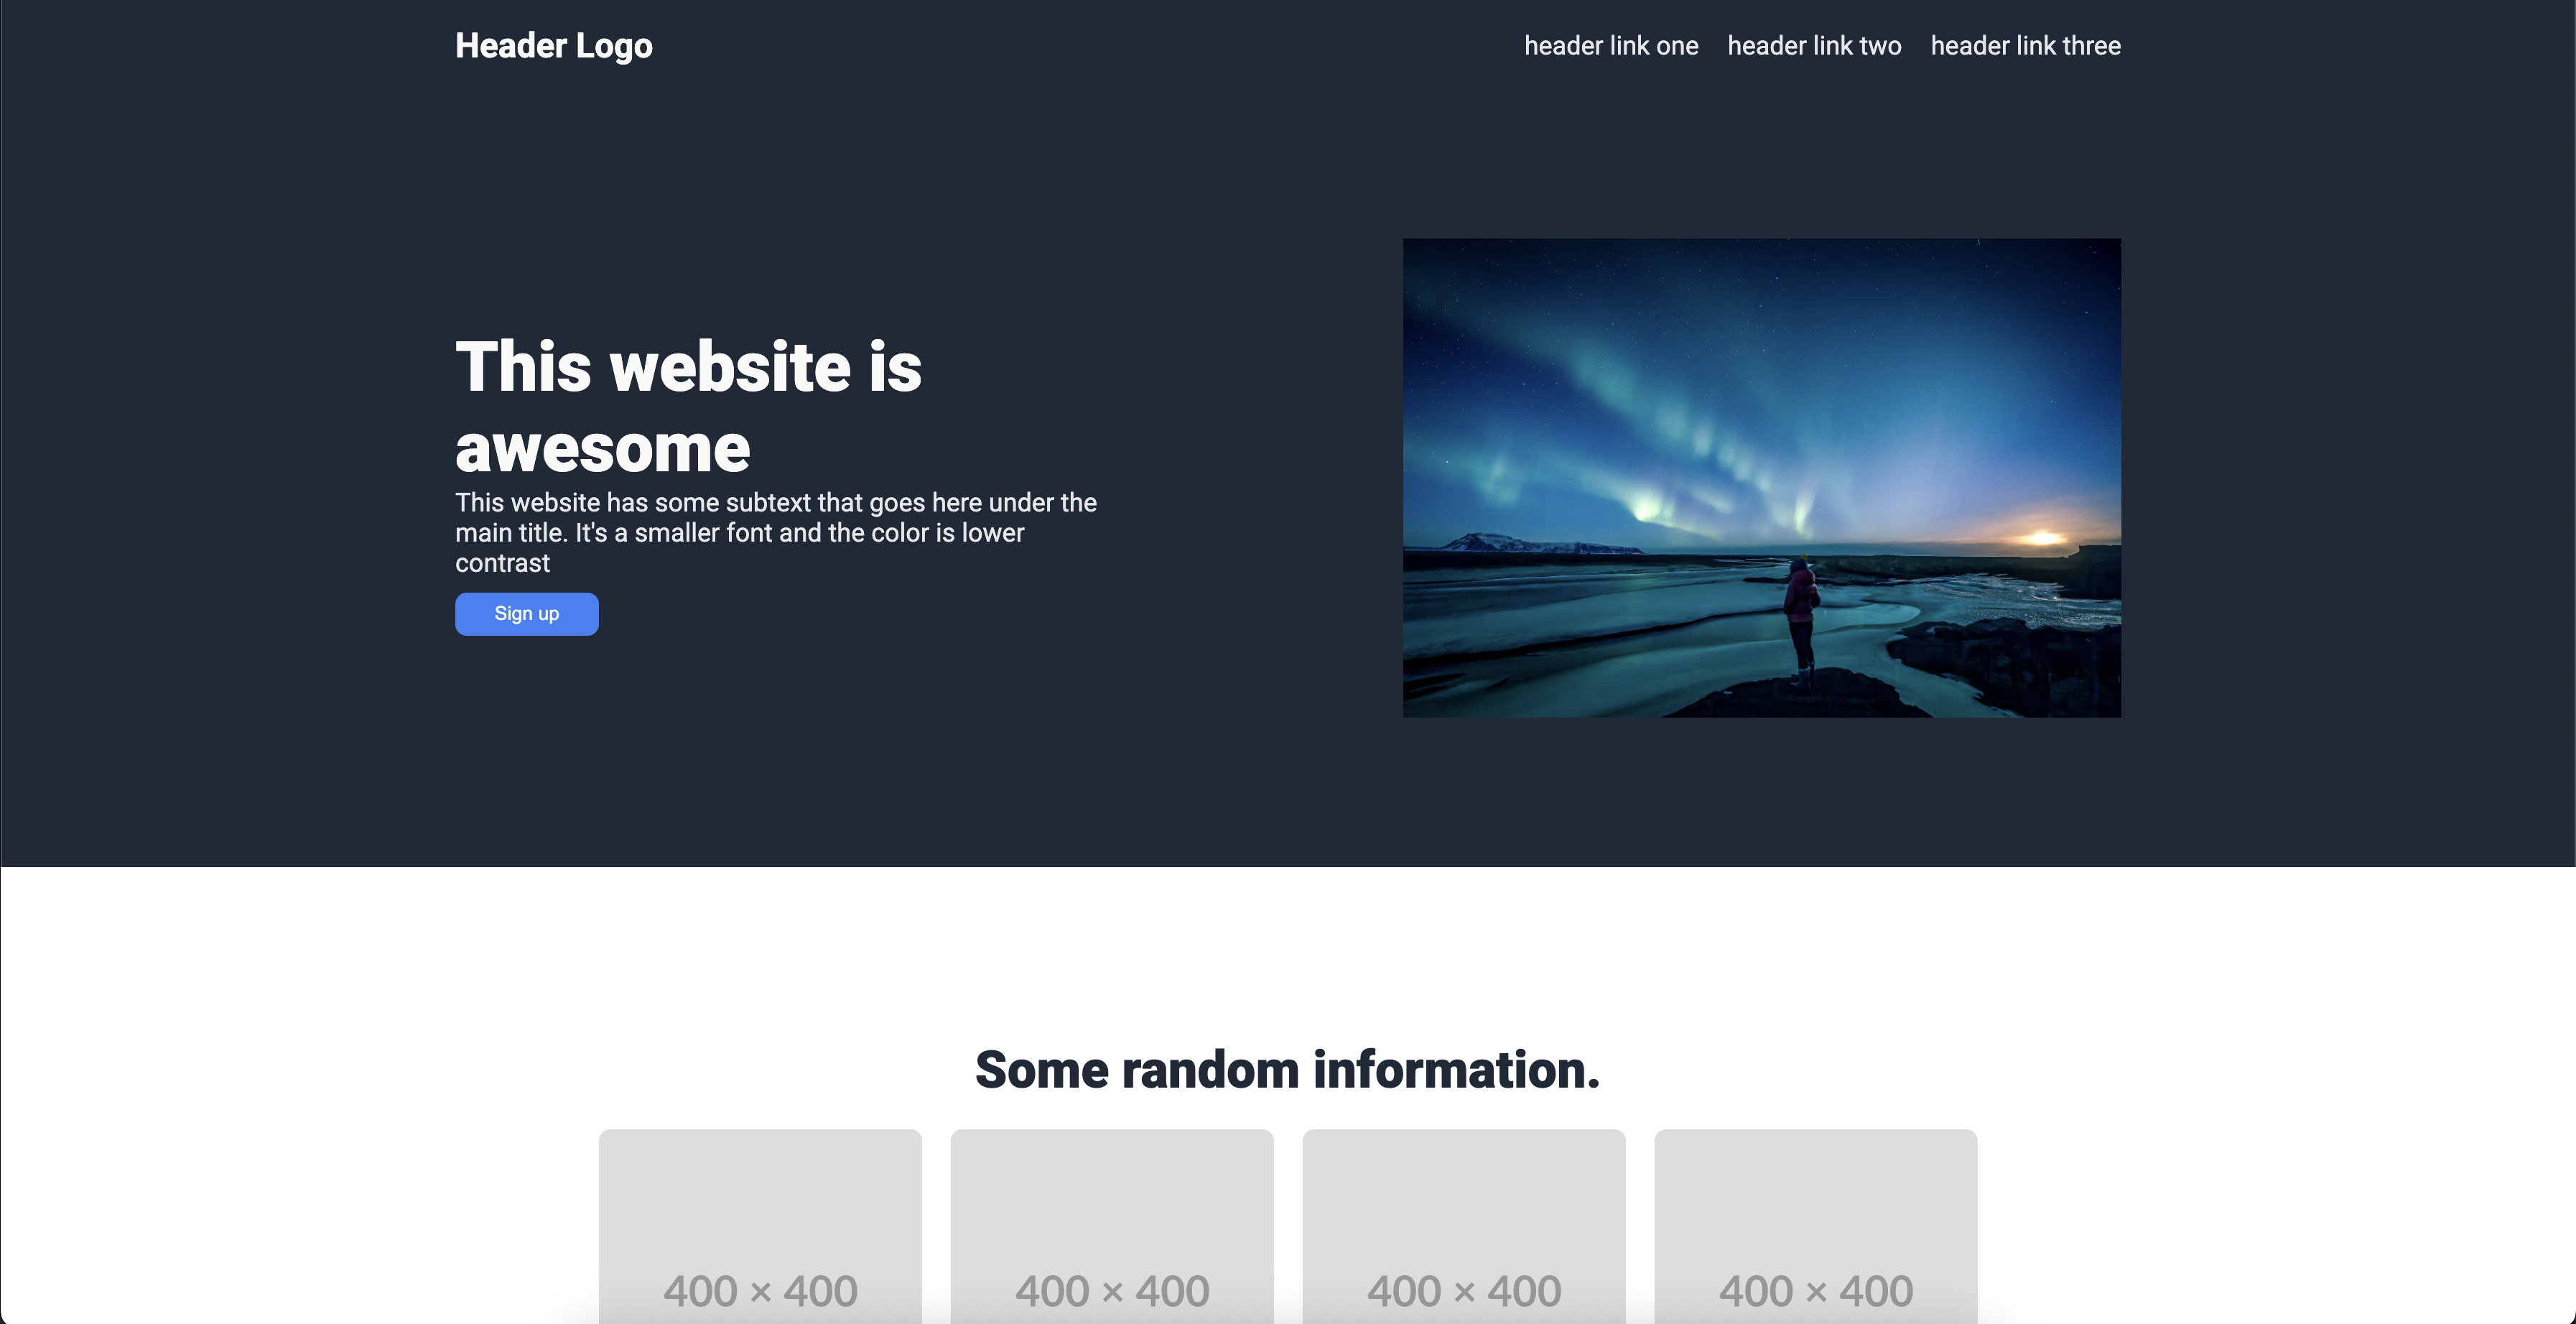 Header Logo
header link one
header link two
header link three
This website is
awesome
This website has some subtext that goes here under the
main title. It's a smaller font and the color is lower
contrast
Sign up
Some random information.
400 × 400
400 × 400
400 × 400
400 × 400